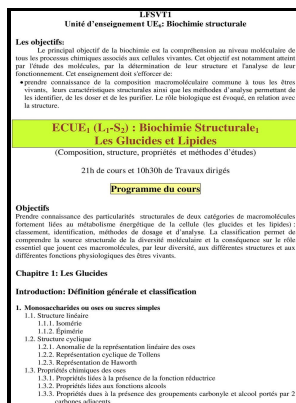 LFSVT1
Unité d'enseignement UE₆: Biochimie structurale
Les objectifs:
Le principal objectif de la biochimie est la compréhension au niveau moléculaire de
tous les processus chimiques associés aux cellules vivantes. Cet objectif est notamment atteint
par l'étude des molécules, par la détermination de leur structure et l'analyse de leur
fonctionnement. Cet enseignement doit s'efforcer de:
• prendre connaissance de la composition macromoléculaire commune à tous les êtres
vivants, leurs caractéristiques structurales ainsi que les méthodes d'analyse permettant de
les identifier, de les doser et de les purifier. Le rôle biologique est évoqué, en relation avec
la structure.
ECUE₁ (L₁-S₂) : Biochimie Structurale₁
Les Glucides et Lipides
(Composition, structure, propriétés et méthodes d'études)
21h de cours et 10h30h de Travaux dirigés
Programme du cours
Objectifs
Prendre connaissance des particularités structurales de deux catégories de macromolécules
fortement liées au métabolisme énergétique de la cellule (les glucides et les lipides) :
classement, identification, méthodes de dosage et d'analyse. La classification permet de
comprendre la source structurale de la diversité moléculaire et la conséquence sur le rôle
essentiel que jouent ces macromolécules, par leur diversité, aux différentes structures et aux
différentes fonctions physiologiques des êtres vivants.
Chapitre 1: Les Glucides
Introduction: Définition générale et classification
1. Monosaccharides ou oses ou sucres simples
1.1. Structure linéaire
1.1.1. Isomérie
1.1.2. Épimérie
1.2. Structure cyclique
1.2.1. Anomalie de la représentation linéaire des oses
1.2.2. Représentation cyclique de Tollens
1.2.3. Représentation de Haworth
1.3. Propriétés chimiques des oses
1.3.1. Propriétés liées à la présence de la fonction réductrice
1.3.2. Propriétés liées aux fonctions alcools
1.3.3. Propriétés dues à la présence des groupements carbonyle et alcool portés par 2
carbones adjacents